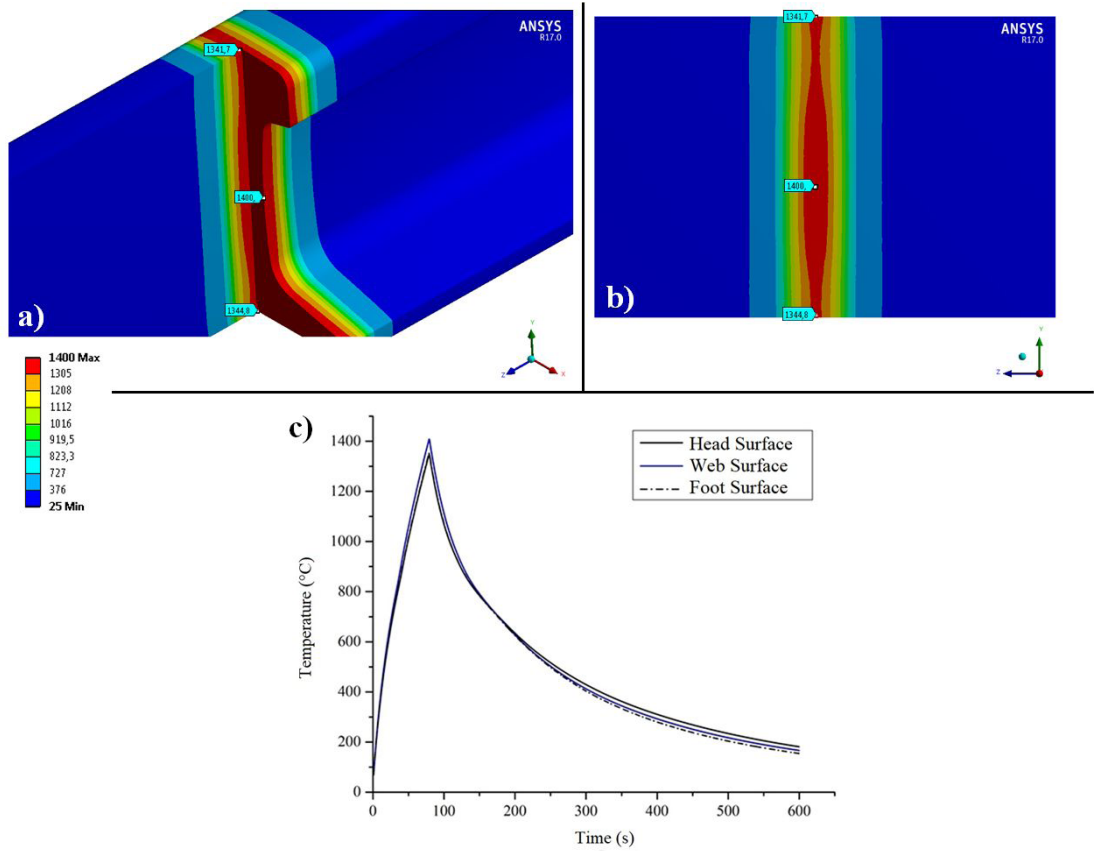 ANSYS
R17.0
1341,7
1400,
1344,8
a)
Y
Z
X
ANSYS
R17.0
1341,7
1400,
1344,8
b)
Y
Z
1400 Max
1305
1208
1112
1016
919,5
823,3
727
376
25 Min
c)
Head Surface
Web Surface
Foot Surface
Temperature (°C)
1400
1200
1000
800
600
400
200
0
0 100 200 300 400 500 600
Time (s)